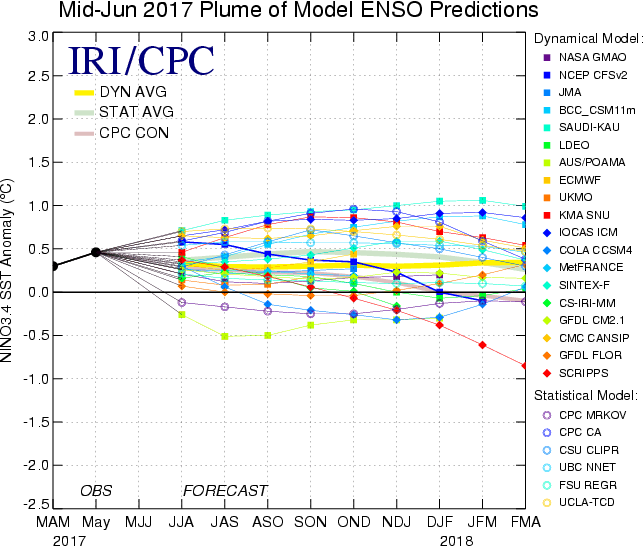 Mid-Jun 2017 Plume of Model ENSO Predictions
NINO3.4 SST Anomaly (ºC)
3.0
2.5
2.0
1.5
1.0
0.5
0.0
-0.5
-1.0
-1.5
-2.0
-2.5
IRI/CPC
DYN AVG
STAT AVG
CPC CON
OBS
FORECAST
MAM May MJJ JJA JAS ASO SON OND NDJ DJF JFM FMA
2017 2018
Dynamical Model:
NASA GMAO
NCEP CFSv2
JMA
BCC_CSM11m
SAUDI-KAU
LDEO
AUS/POAMA
ECMWF
UKMO
KMA SNU
IOCAS ICM
COLA CCSM4
MetFRANCE
SINTEX-F
CS-IRI-MM
GFDL CM2.1
CMC CANSIP
GFDL FLOR
SCRIPPS
Statistical Model:
CPC MRKOV
CPC CA
CSU CLIPR
UBC NNET
FSU REGR
UCLA-TCD